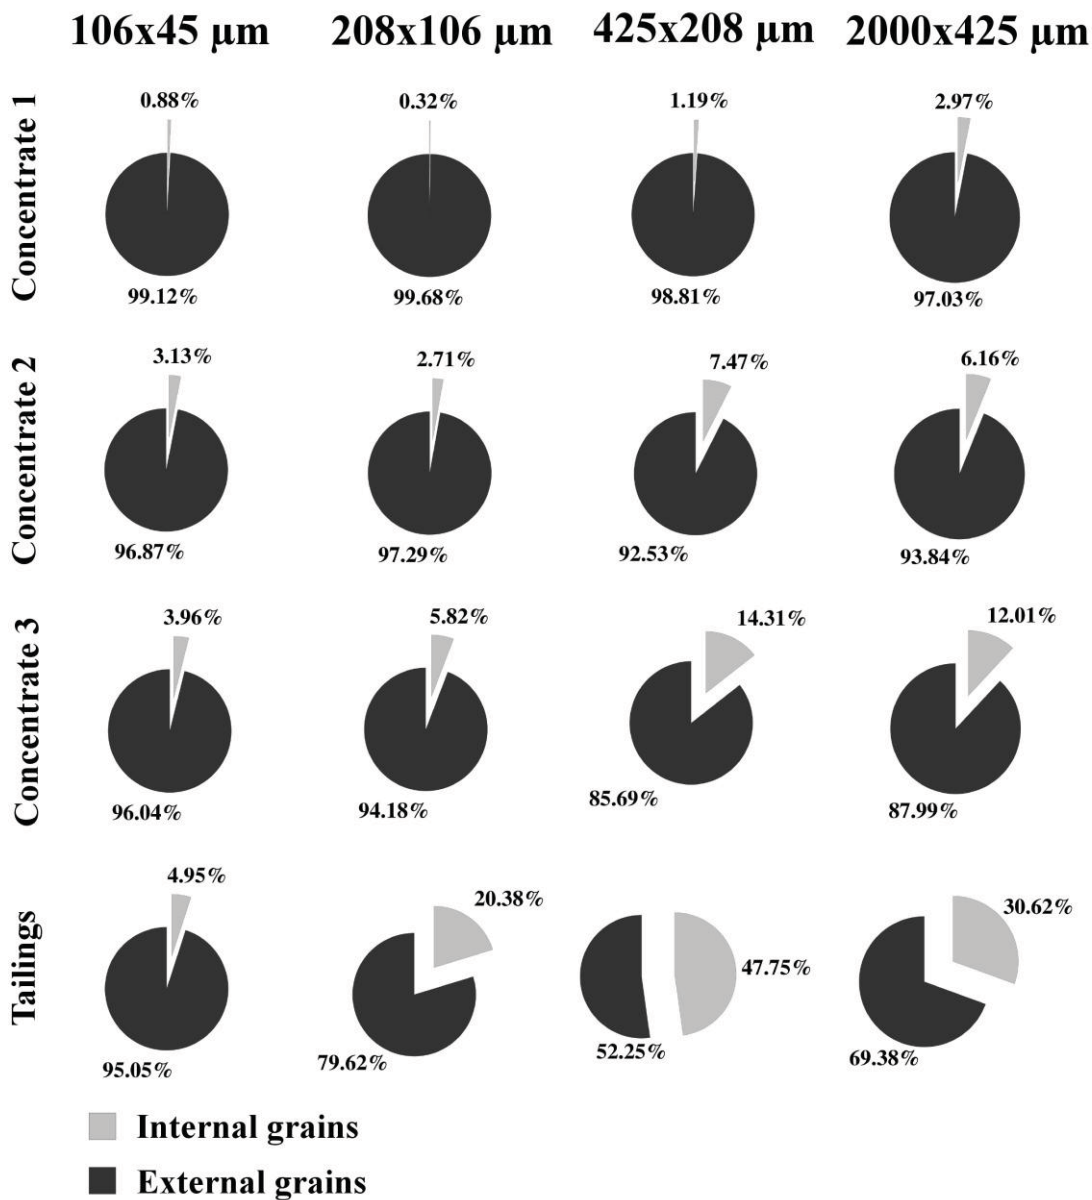 106x45 μm 208x106 μm 425x208 μm 2000x425 μm
Concentrate 1
0.88% 0.32% 1.19% 2.97%
99.12% 99.68% 98.81% 97.03%
Concentrate 2
3.13% 2.71% 7.47% 6.16%
96.87% 97.29% 92.53% 93.84%
Concentrate 3
3.96% 5.82% 14.31% 12.01%
96.04% 94.18% 85.69% 87.99%
Tailings
4.95% 20.38% 47.75% 30.62%
95.05% 79.62% 52.25% 69.38%
Internal grains
External grains